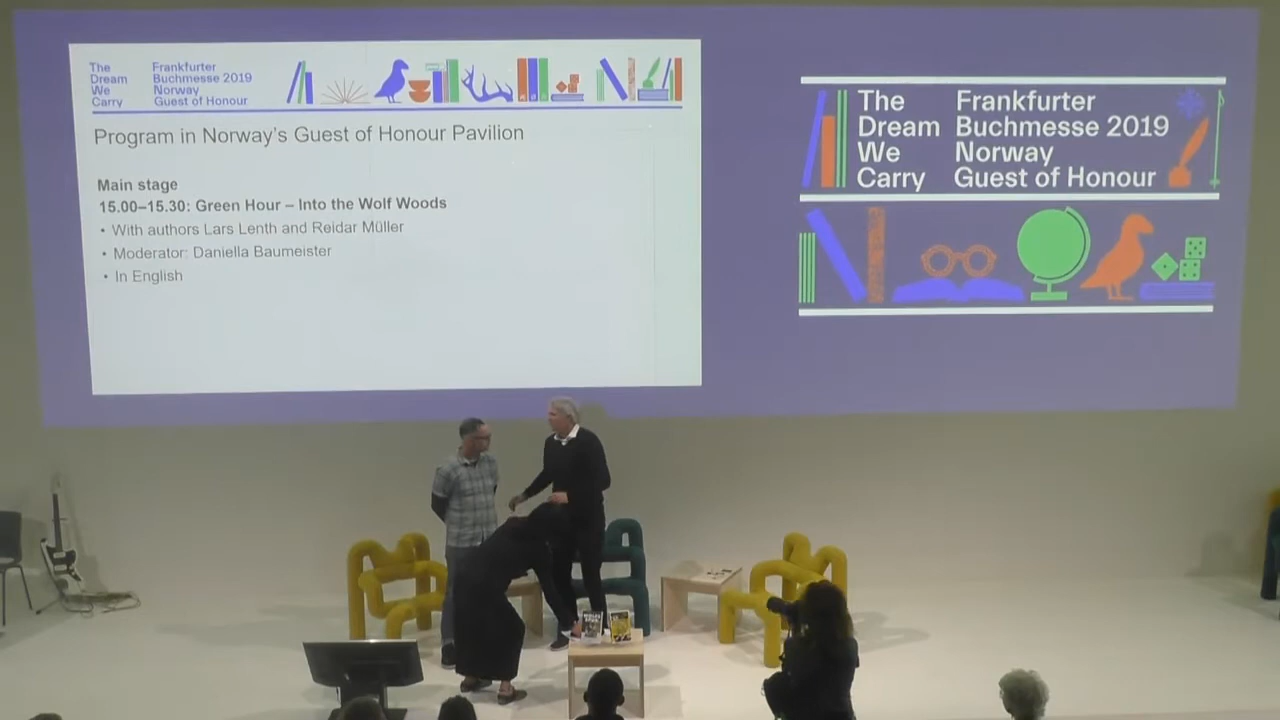 The
Dream
We
Carry
Frankfurter
Buchmesse 2019
Norway
Guest of Honour
Program in Norway's Guest of Honour Pavilion
Main stage
15.00–15.30: Green Hour – Into the Wolf Woods
• With authors Lars Lenth and Reidar Müller
• Moderator: Daniella Baumeister
• In English
The
Dream
We
Carry
Frankfurter
Buchmesse 2019
Norway
Guest of Honour